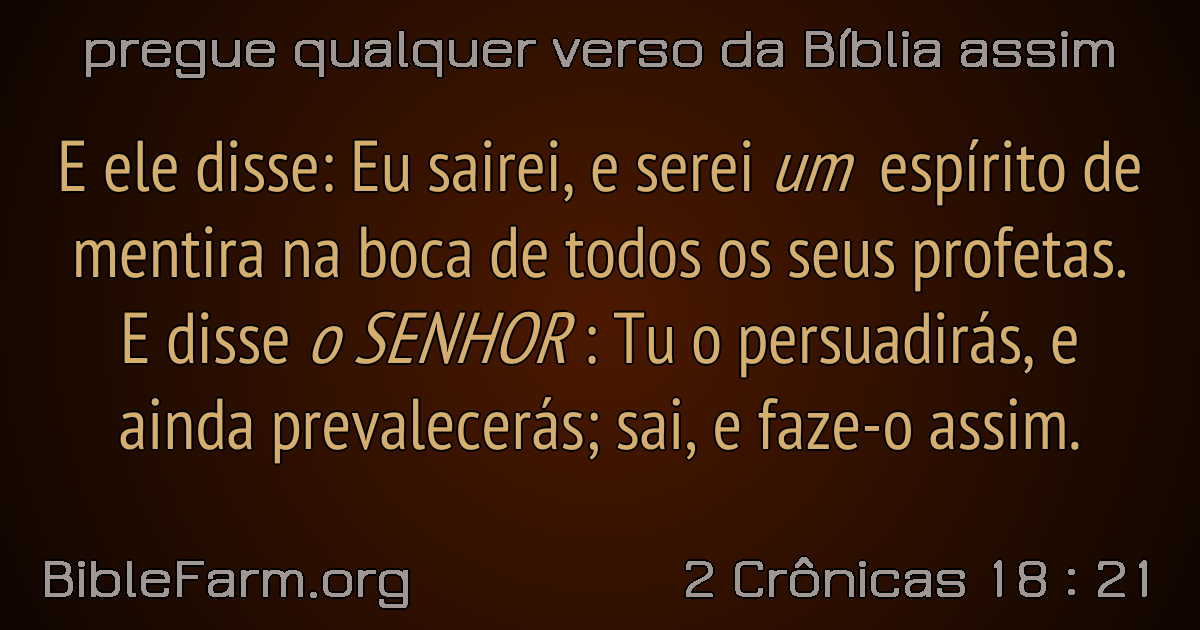 pregue qualquer verso da Bíblia assim
E ele disse: Eu sairei, e serei um espírito de
mentira na boca de todos os seus profetas.
E disse o SENHOR : Tu o persuadirás, e
ainda prevalecerás; sai, e faze-o assim.
BibleFarm.org
2 Crônicas 18 : 21